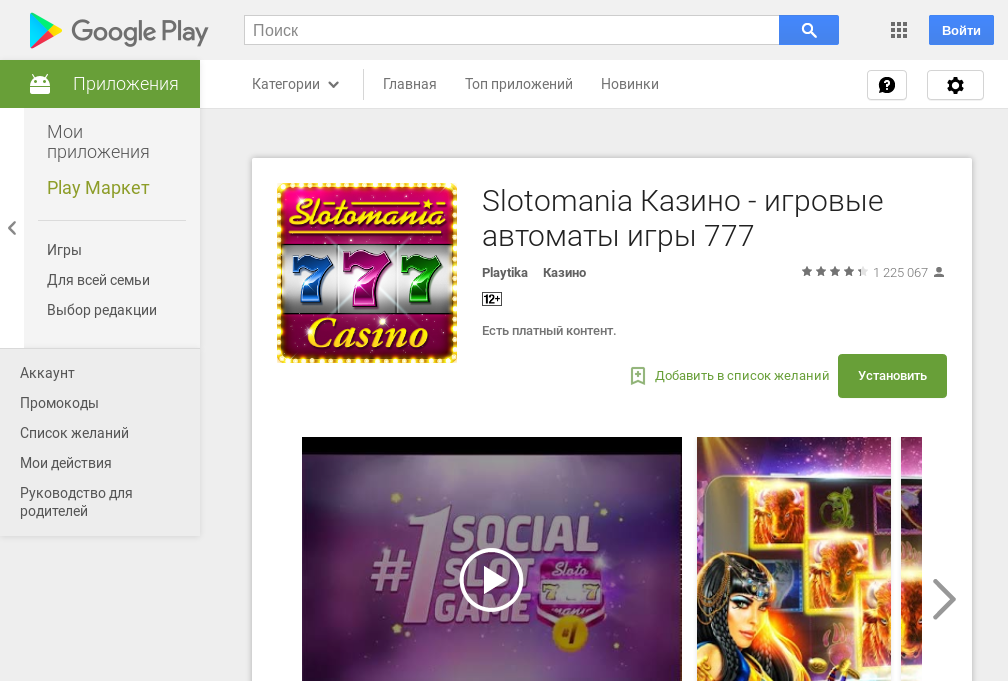 Google Play
Поиск
Войти
Приложения
Категории
Главная
Топ приложений
Новинки
Мои
приложения
Play Маркет
Игры
Для всей семьи
Выбор редакции
Аккаунт
Промокоды
Список желаний
Мои действия
Руководство для
родителей
Slotomania
777
Casino
Slotomania Казино - игровые
автоматы игры 777
Playtika Казино
1 225 067
12+
Есть платный контент.
Добавить в список желаний
Установить
#1 SOCIAL
SLOT
GAME
Sloto
mania